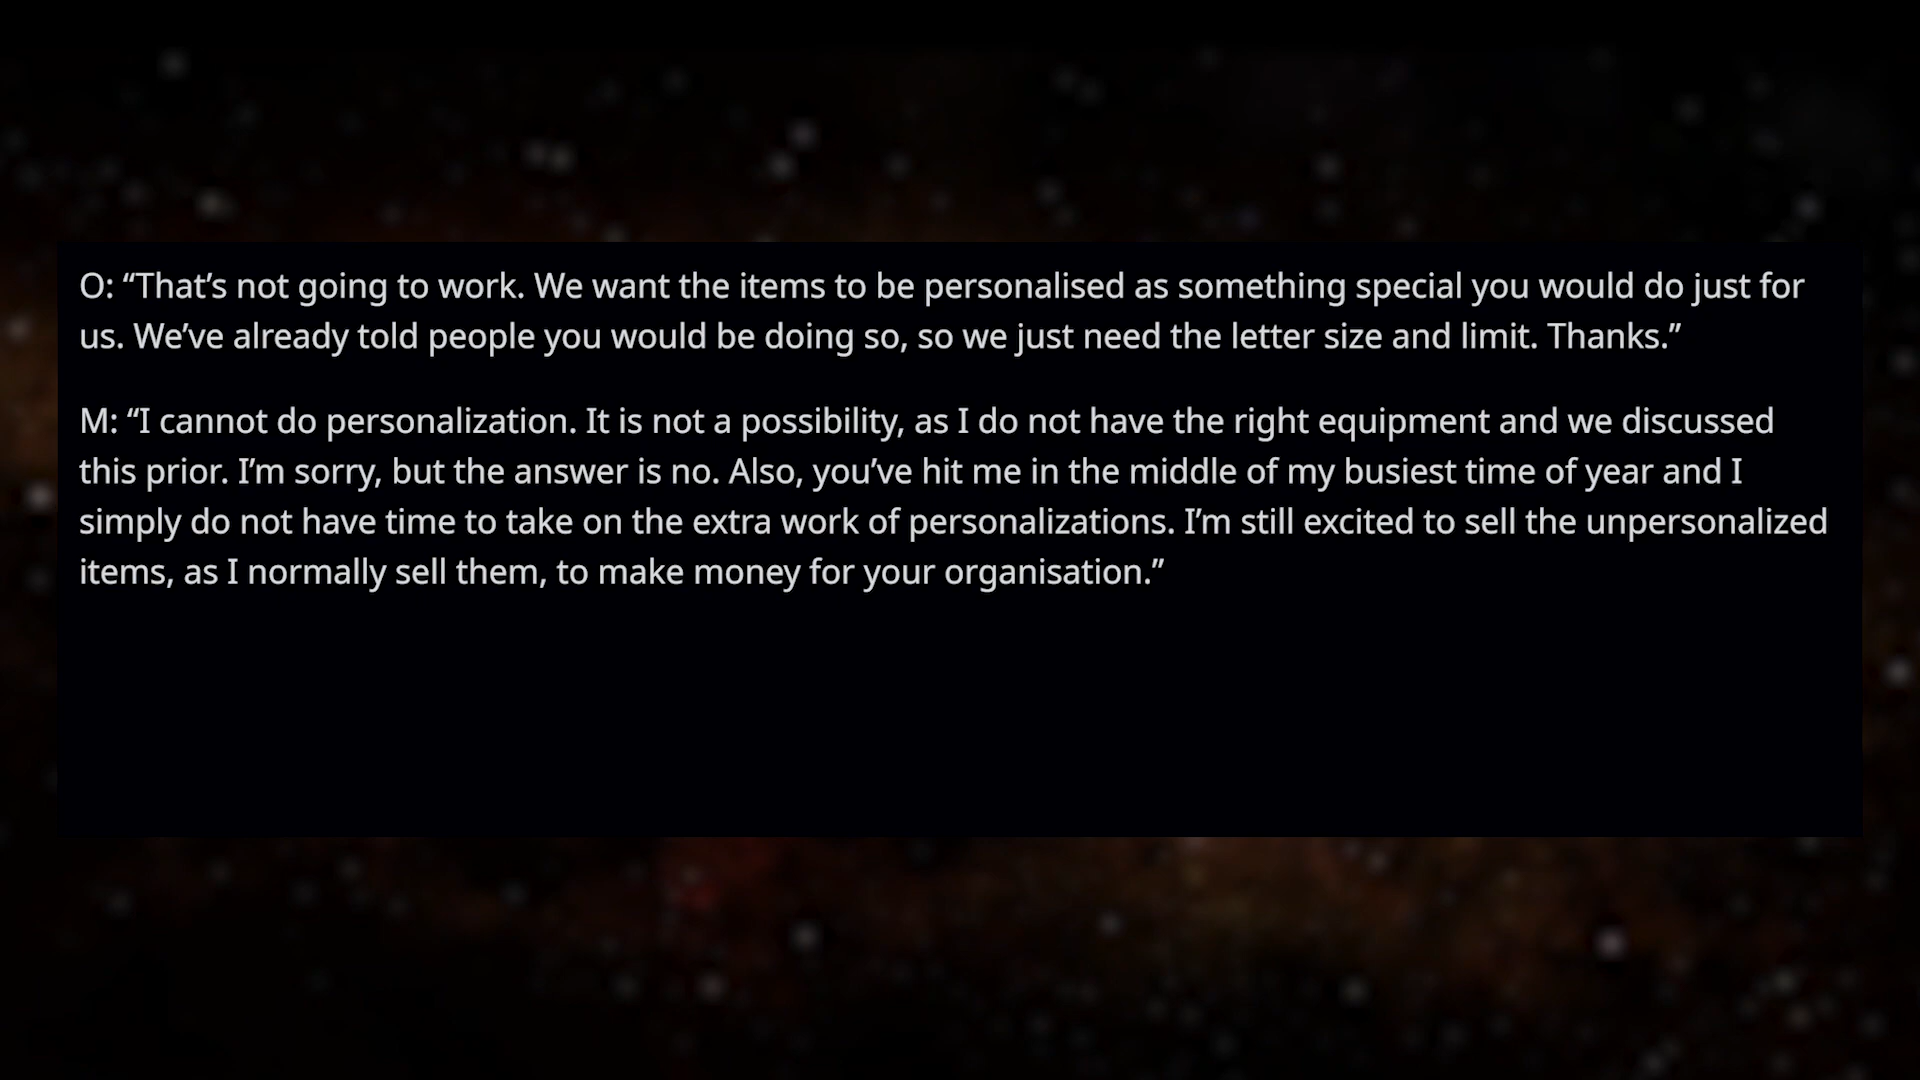 O: “That’s not going to work. We want the items to be personalised as something special you would do just for
us. We’ve already told people you would be doing so, so we just need the letter size and limit. Thanks.”
M: “I cannot do personalization. It is not a possibility, as I do not have the right equipment and we discussed
this prior. I’m sorry, but the answer is no. Also, you’ve hit me in the middle of my busiest time of year and I
simply do not have time to take on the extra work of personalizations. I’m still excited to sell the unpersonalized
items, as I normally sell them, to make money for your organisation.”